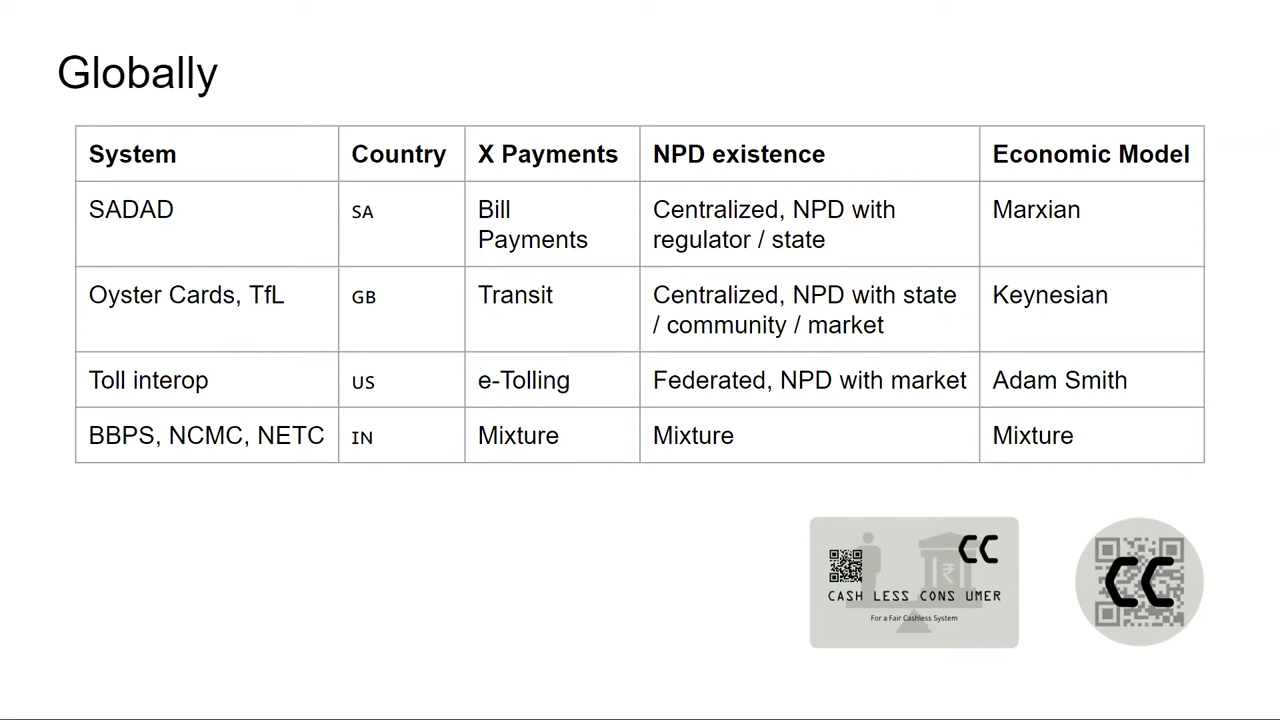 Globally
System Country X Payments NPD existence Economic Model
SADAD SA Bill Payments Centralized, NPD with regulator / state Marxian
Oyster Cards, TfL GB Transit Centralized, NPD with state / community / market Keynesian
Toll interop US e-Tolling Federated, NPD with market Adam Smith
BBPS, NCMC, NETC IN Mixture Mixture Mixture
CC
₹
CASH LESS CONS UMER
For a Fair Cashless System
CC